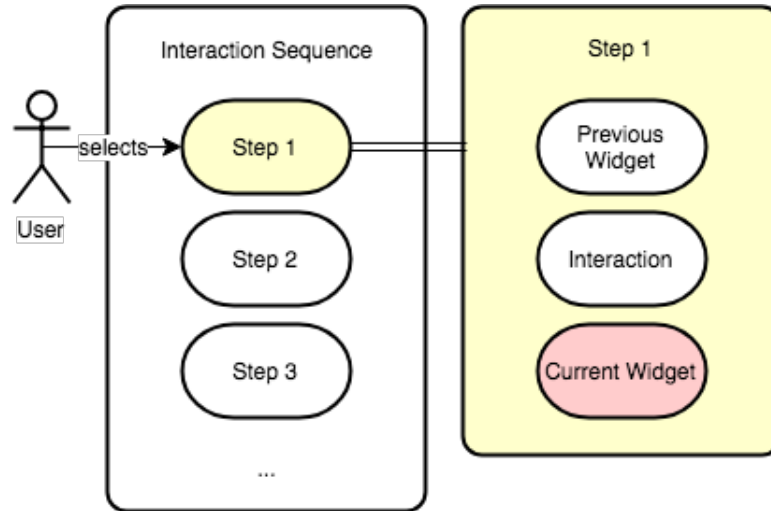 Interaction Sequence
Step 1
selects
Step 1
Previous
Widget
User
Step 2
Interaction
Step 3
Current Widget
...